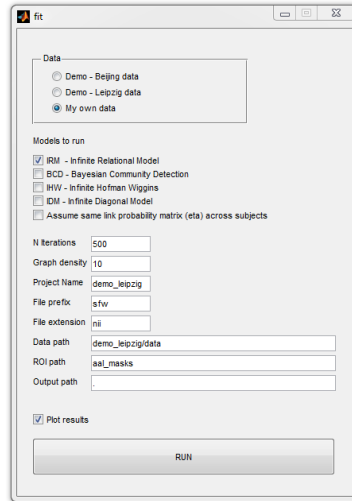 fit
Data
Demo - Beijing data
Demo - Leipzig data
My own data
Models to run
IRM - Infinite Relational Model
BCD - Bayesian Community Detection
IHW - Infinite Hofman Wiggins
IDM - Infinite Diagonal Model
Assume same link probability matrix (eta) across subjects
N Iterations 500
Graph density 10
Project Name demo_leipzig
File prefix sfw
File extension nii
Data path demo_leipzig/data
ROI path aal_masks
Output path .
Plot results
RUN